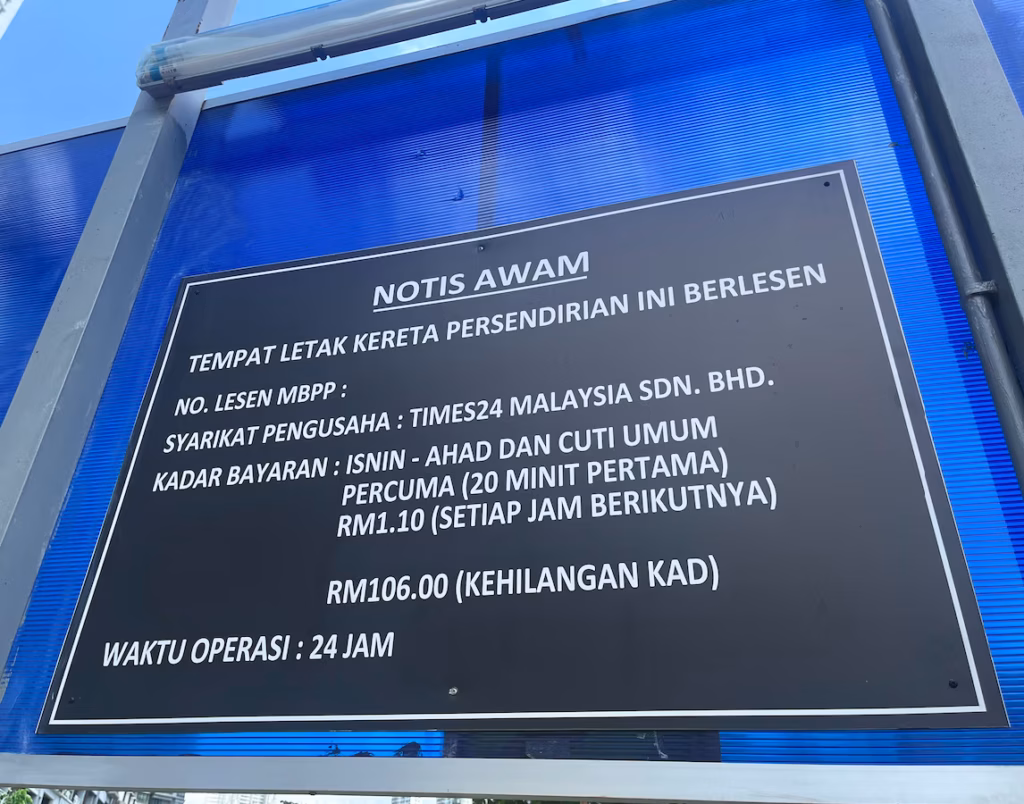 NOTIS AWAM
TEMPAT LETAK KERETA PERSENDIRIAN INI BERLESEN
NO. LESEN MBPP :
SYARIKAT PENGUSAHA : TIMES24 MALAYSIA SDN. BHD.
KADAR BAYARAN : ISNIN - AHAD DAN CUTI UMUM
PERCUMA (20 MINIT PERTAMA)
RM1.10 (SETIAP JAM BERIKUTNYA)
RM106.00 (KEHILANGAN KAD)
WAKTU OPERASI : 24 JAM